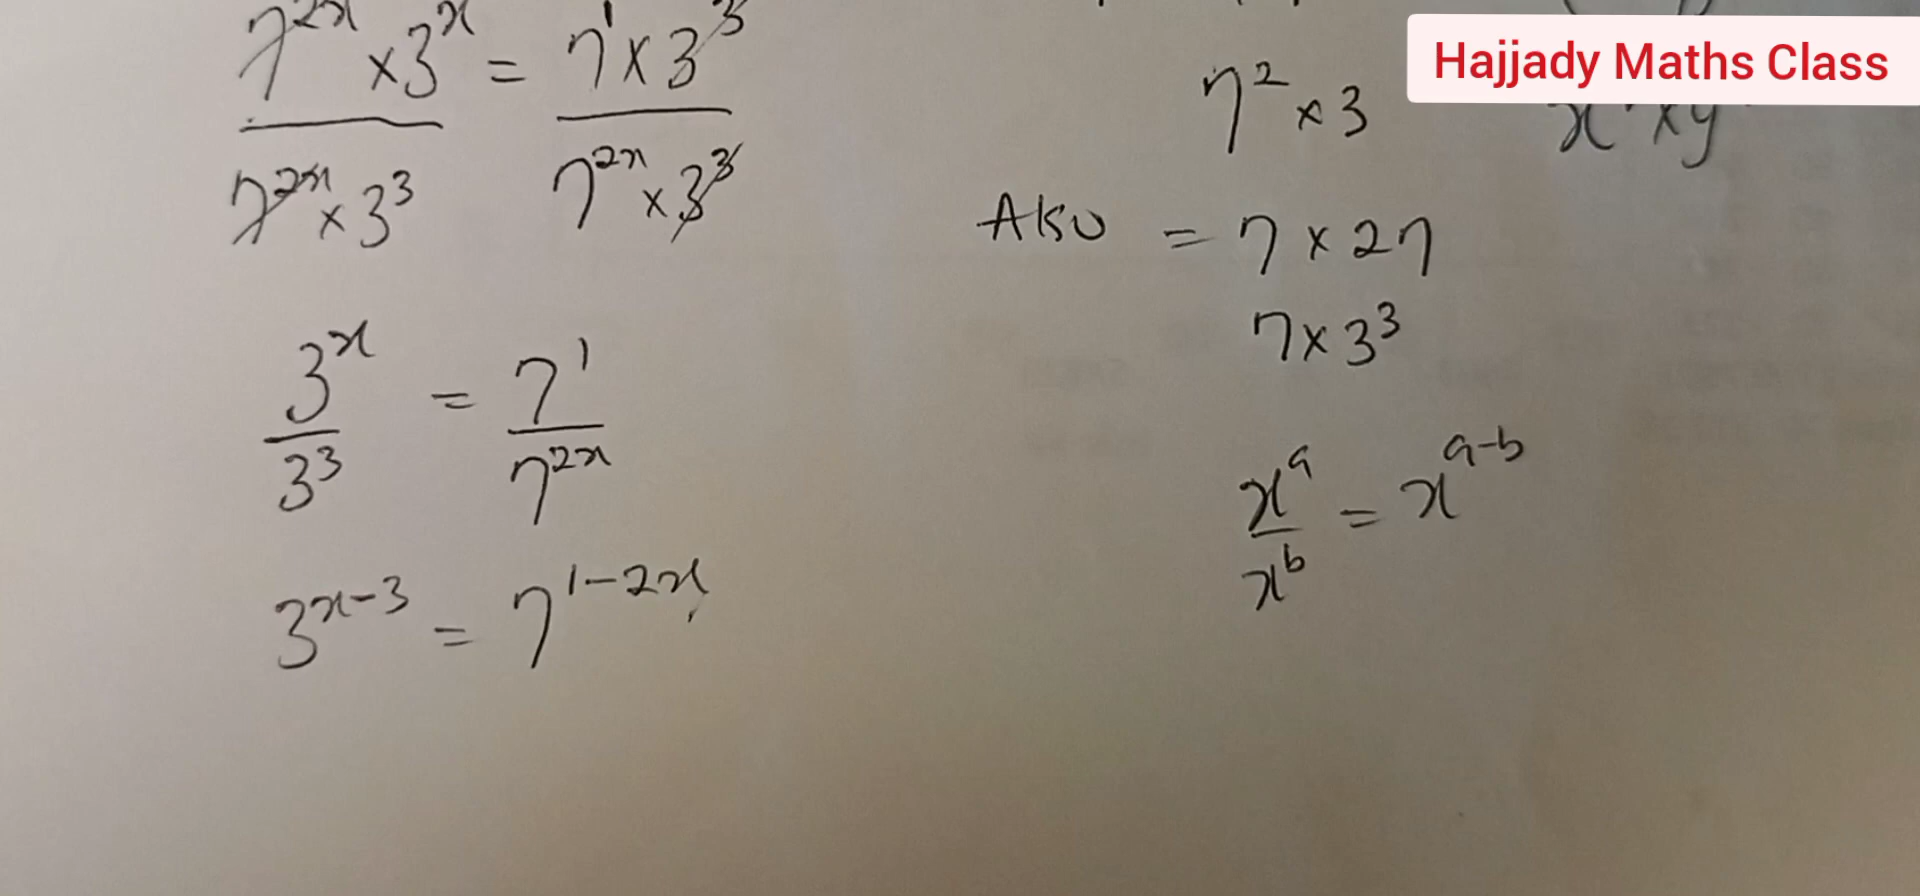 Hajjady Maths Class
7^{2x} × 3^x = 7^1 × 3^3
7^{2x} × 3^3   7^{2x} × 3^3
3^x = 7^1
3^3   7^{2x}
3^{x-3} = 7^{1-2x}
7^2 × 3
Also = 7 × 27
7 × 3^3
x^a = x^{a-b}
x^b